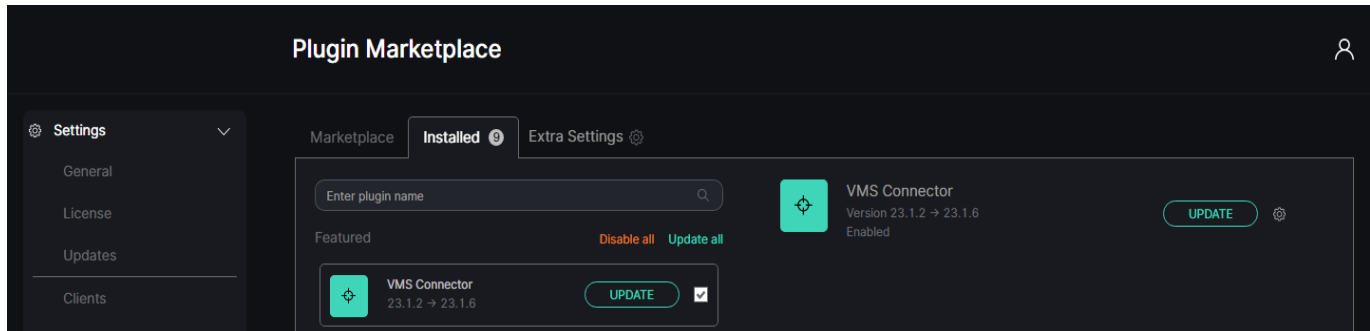 Plugin Marketplace
Settings
General
License
Updates
Clients
Marketplace
Installed 9
Extra Settings
Enter plugin name
Featured
Disable all Update all
VMS Connector
23.1.2 → 23.1.6
UPDATE
VMS Connector
Version 23.1.2 → 23.1.6
Enabled
UPDATE